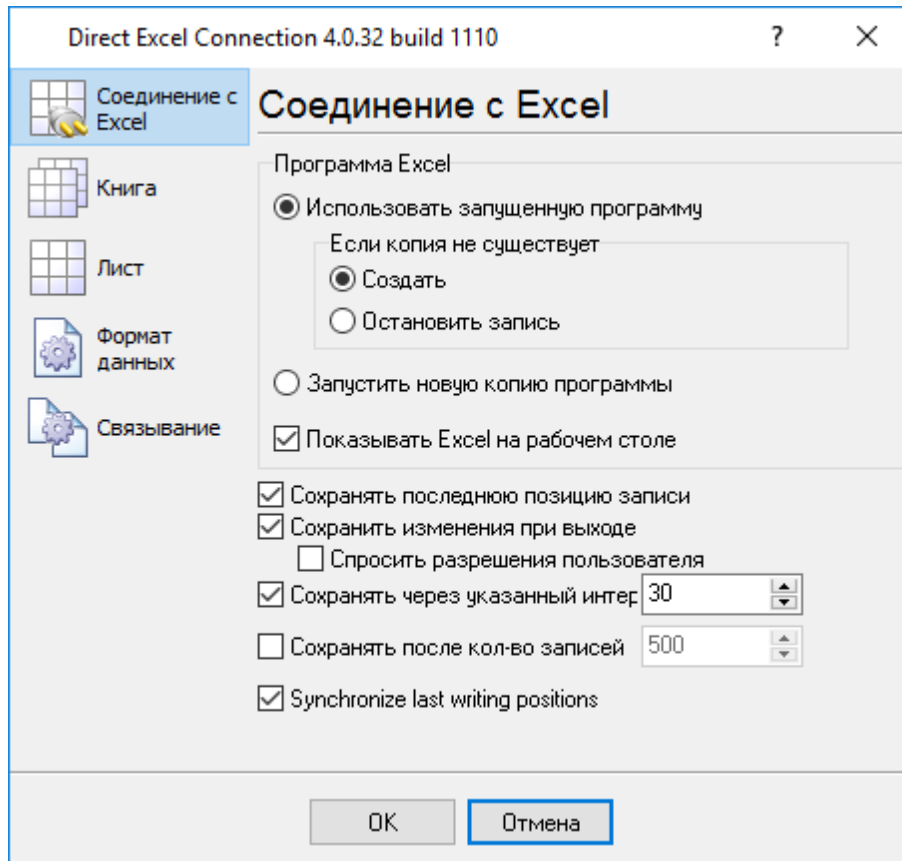 Direct Excel Connection 4.0.32 build 1110
?
Соединение с
Excel
Книга
Лист
Формат
данных
Связывание
Соединение с Excel
Программа Excel
Использовать запущенную программу
Если копия не существует
Создать
Остановить запись
Запустить новую копию программы
Показывать Excel на рабочем столе
Сохранять последнюю позицию записи
Сохранить изменения при выходе
Спросить разрешения пользователя
Сохранять через указанный интер 30
Сохранять после кол-во записей 500
Synchronize last writing positions
OK Отмена